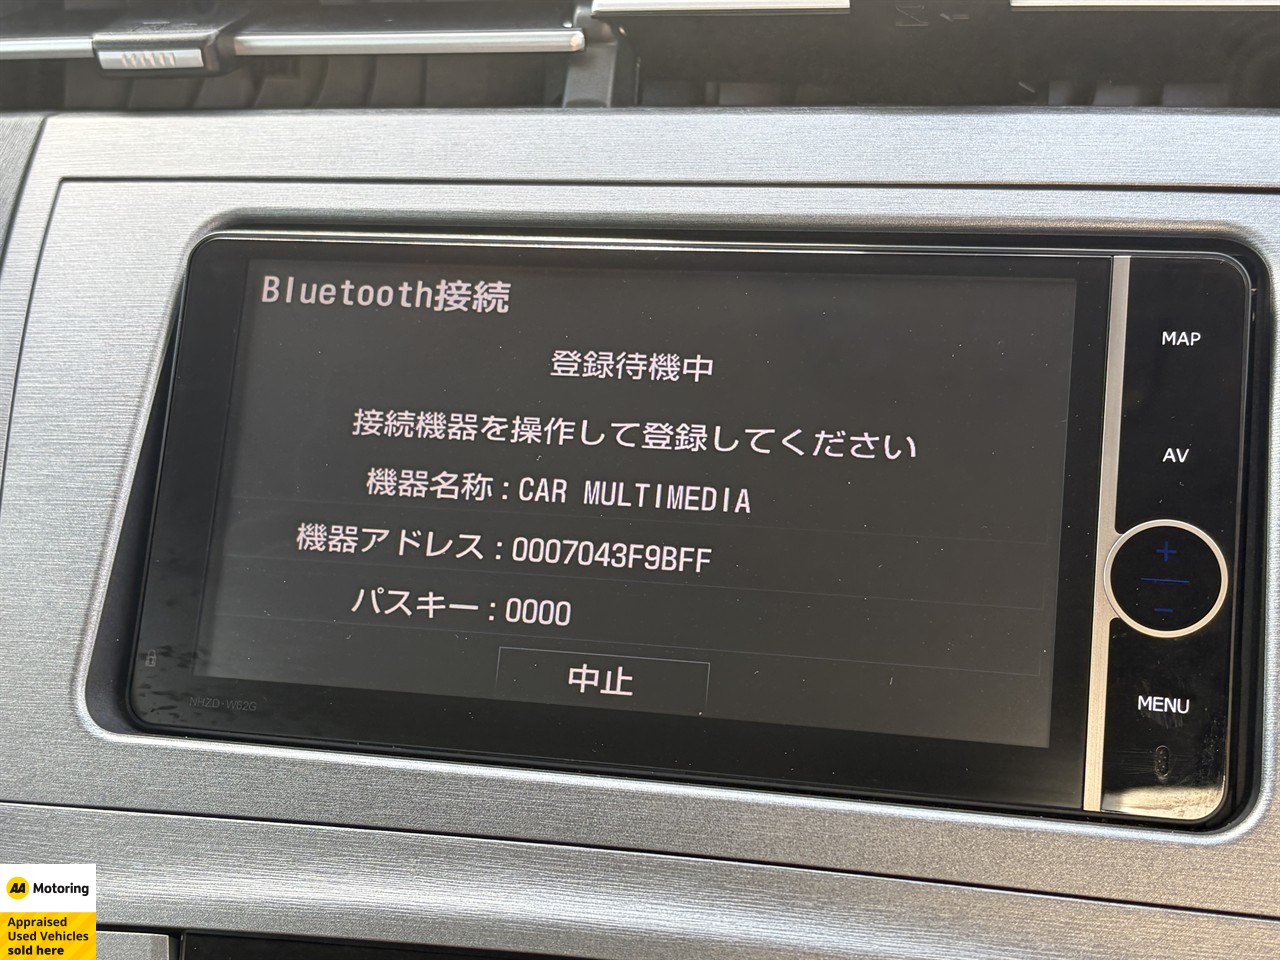 Bluetooth接続
登録待機中
接続機器を操作して登録してください
機器名称：CAR MULTIMEDIA
機器アドレス：0007043F9BFF
パスキー：0000
中止
NHZD-W62G
MAP
AV
+
−
MENU
AA Motoring
Appraised
Used Vehicles
sold here